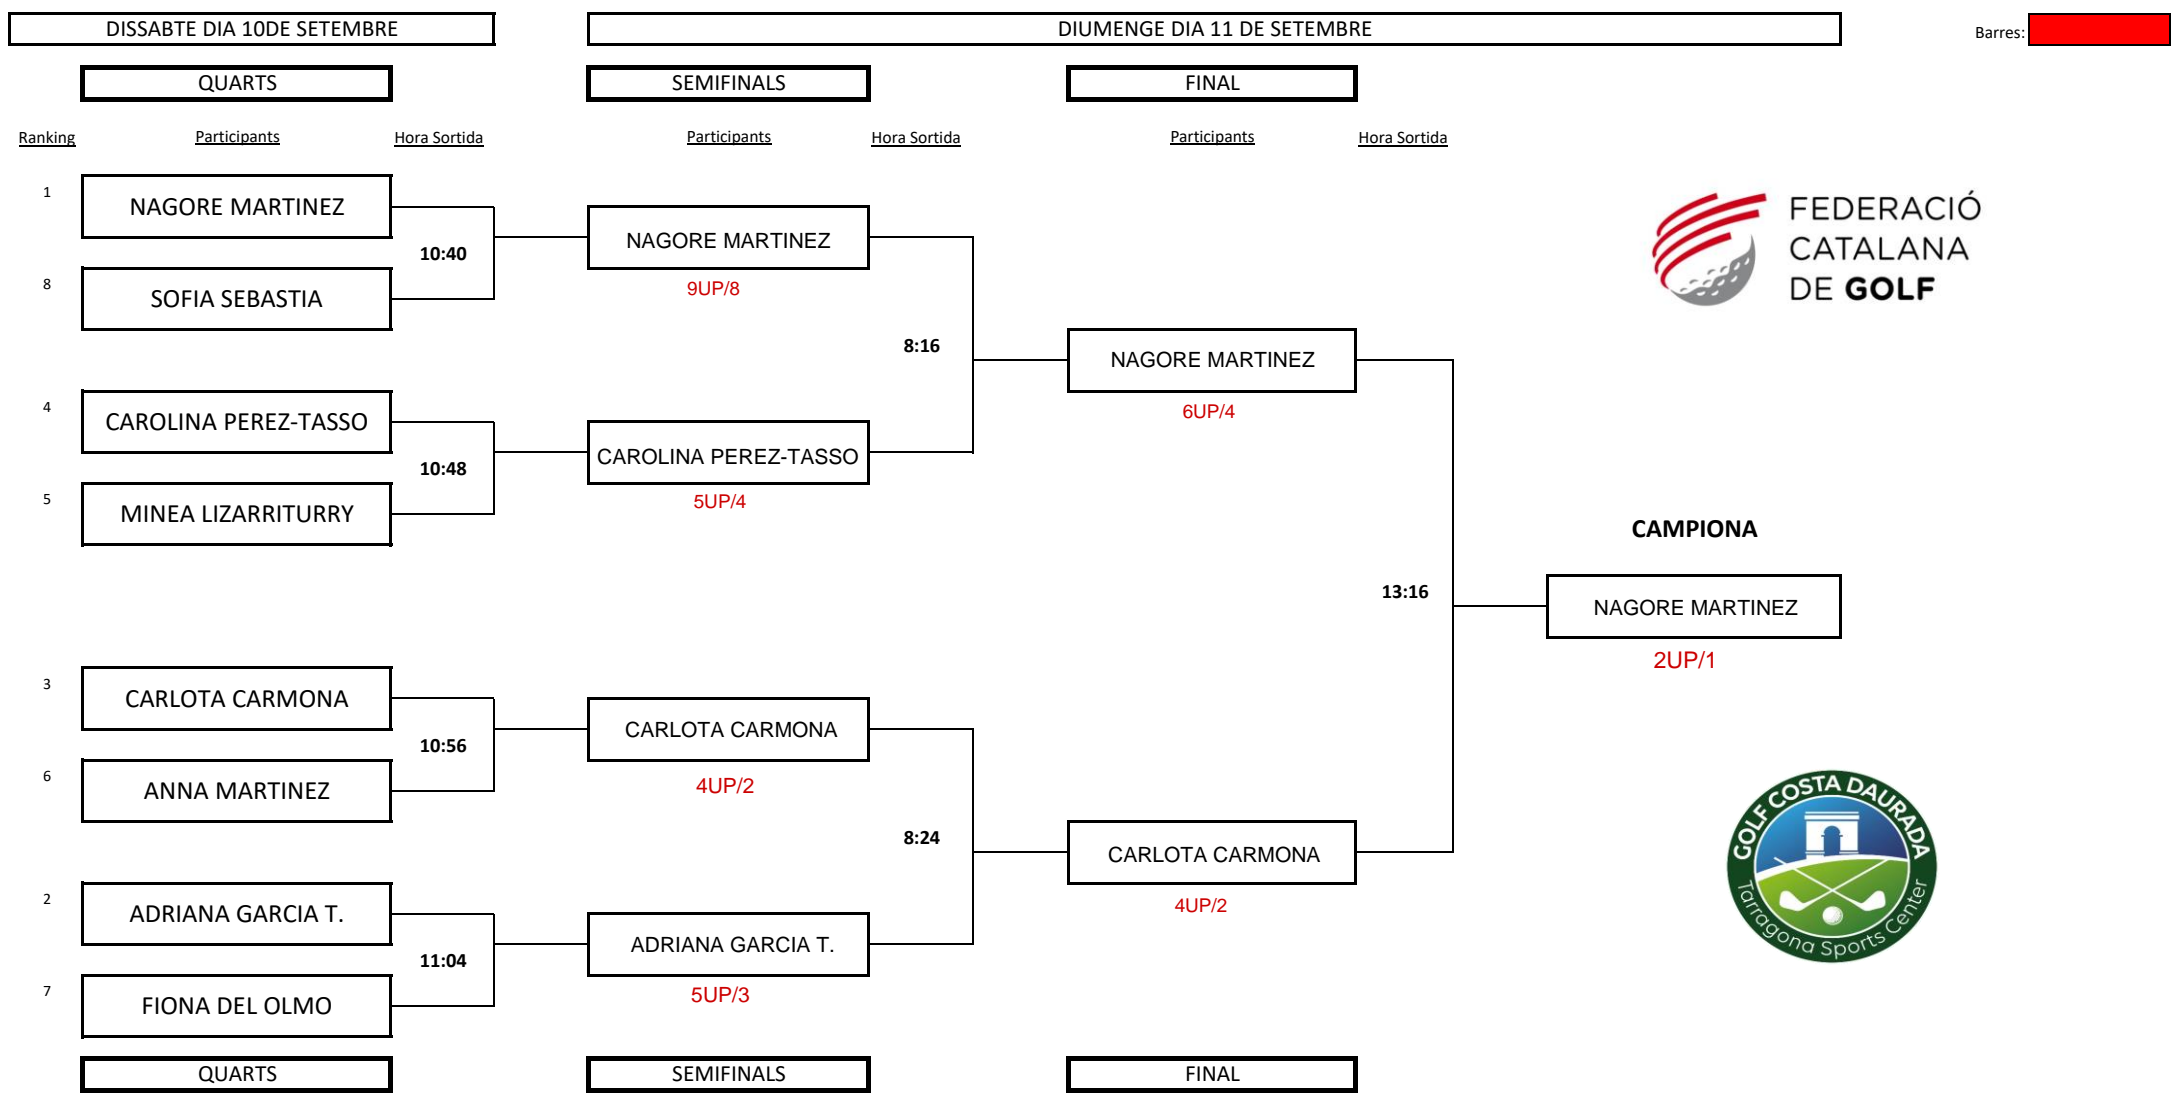 DISSABTE DIA 10DE SETEMBRE
DIUMENGE DIA 11 DE SETEMBRE
Barres:
QUARTS
SEMIFINALS
FINAL
Ranking
Participants
Hora Sortida
Participants
Hora Sortida
Participants
Hora Sortida
1
NAGORE MARTINEZ
10:40
8
SOFIA SEBASTIA
4
CAROLINA PEREZ-TASSO
10:48
5
MINEA LIZARRITURRY
3
CARLOTA CARMONA
10:56
6
ANNA MARTINEZ
2
ADRIANA GARCIA T.
11:04
7
FIONA DEL OLMO
NAGORE MARTINEZ
9UP/8
8:16
CAROLINA PEREZ-TASSO
5UP/4
CARLOTA CARMONA
4UP/2
8:24
ADRIANA GARCIA T.
5UP/3
NAGORE MARTINEZ
6UP/4
13:16
CARLOTA CARMONA
4UP/2
FEDERACIÓ
CATALANA
DE GOLF
CAMPIONA
NAGORE MARTINEZ
2UP/1
GOLF COSTA DAURADA
Tarragona Sports Center
QUARTS
SEMIFINALS
FINAL